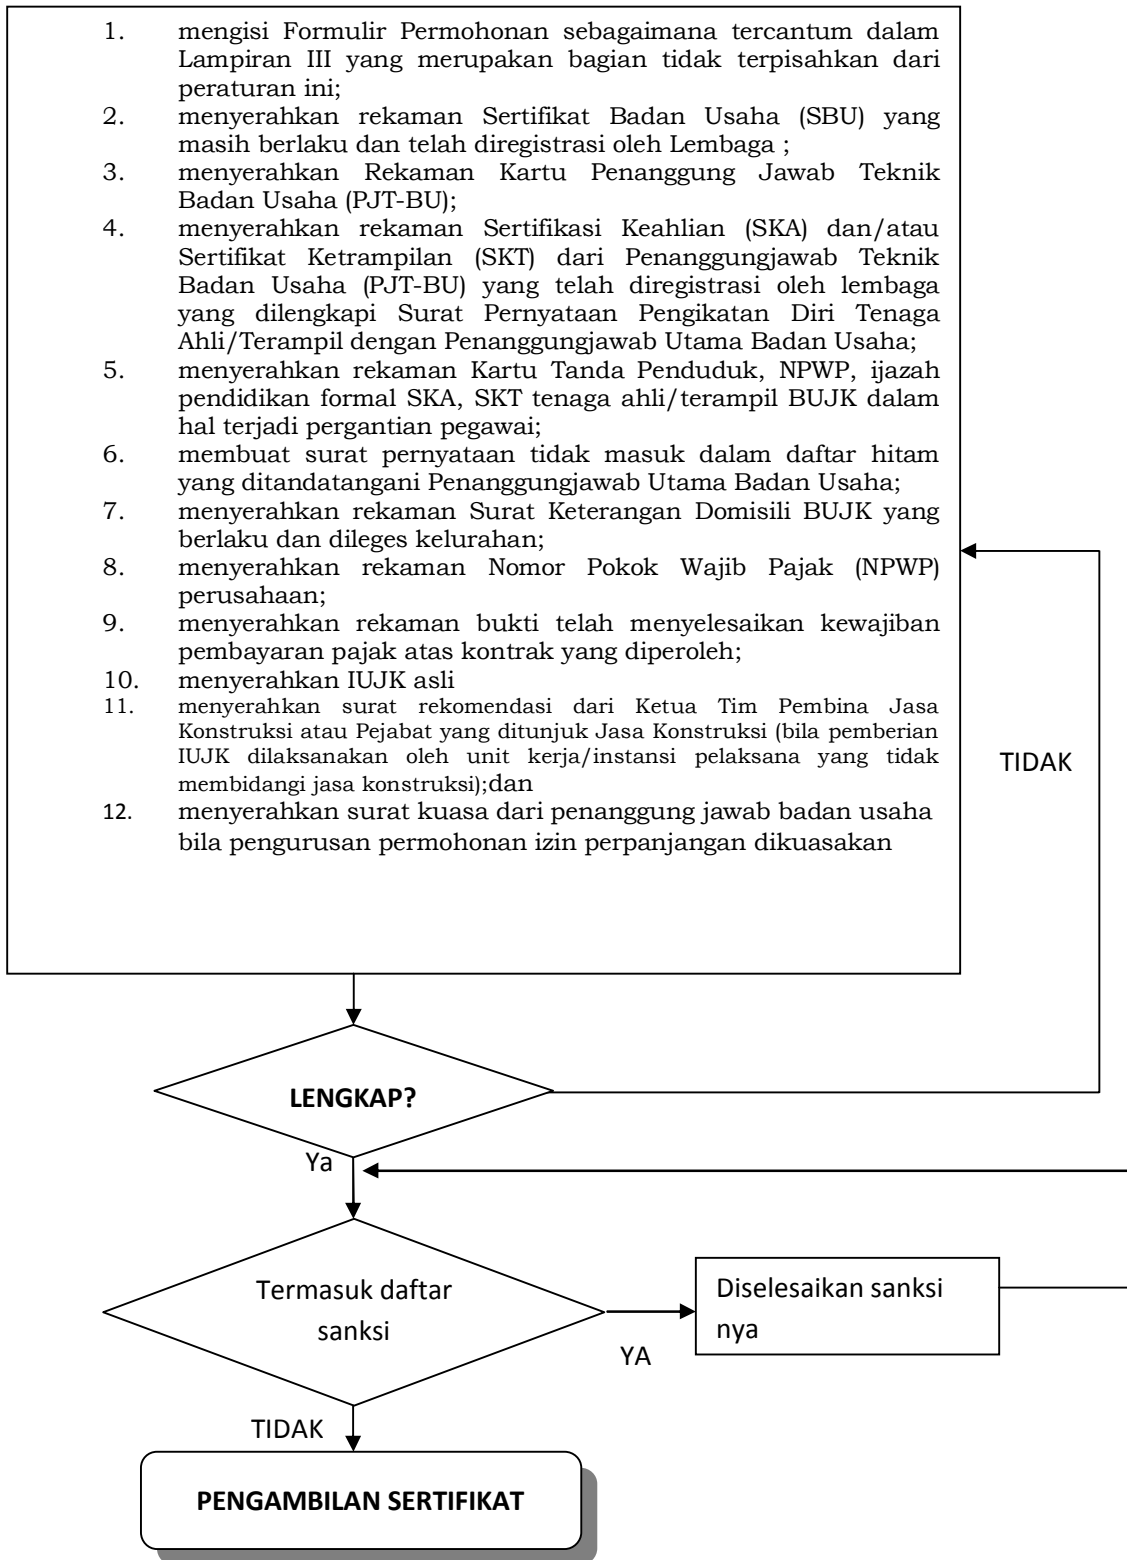 1. mengisi Formulir Permohonan sebagaimana tercantum dalam
Lampiran III yang merupakan bagian tidak terpisahkan dari
peraturan ini;
2. menyerahkan rekaman Sertifikat Badan Usaha (SBU) yang
masih berlaku dan telah diregistrasi oleh Lembaga ;
3. menyerahkan Rekaman Kartu Penanggung Jawab Teknik
Badan Usaha (PJT-BU);
4. menyerahkan rekaman Sertifikasi Keahlian (SKA) dan/atau
Sertifikat Ketrampilan (SKT) dari Penanggungjawab Teknik
Badan Usaha (PJT-BU) yang telah diregistrasi oleh lembaga
yang dilengkapi Surat Pernyataan Pengikatan Diri Tenaga
Ahli/Terampil dengan Penanggungjawab Utama Badan Usaha;
5. menyerahkan rekaman Kartu Tanda Penduduk, NPWP, ijazah
pendidikan formal SKA, SKT tenaga ahli/terampil BUJK dalam
hal terjadi pergantian pegawai;
6. membuat surat pernyataan tidak masuk dalam daftar hitam
yang ditandatangani Penanggungjawab Utama Badan Usaha;
7. menyerahkan rekaman Surat Keterangan Domisili BUJK yang
berlaku dan dileges kelurahan;
8. menyerahkan rekaman Nomor Pokok Wajib Pajak (NPWP)
perusahaan;
9. menyerahkan rekaman bukti telah menyelesaikan kewajiban
pembayaran pajak atas kontrak yang diperoleh;
10. menyerahkan IUJK asli
11. menyerahkan surat rekomendasi dari Ketua Tim Pembina Jasa
Konstruksi atau Pejabat yang ditunjuk Jasa Konstruksi (bila pemberian
IUJK dilaksanakan oleh unit kerja/instansi pelaksana yang tidak
membidangi jasa konstruksi);dan
12. menyerahkan surat kuasa dari penanggung jawab badan usaha
bila pengurusan permohonan izin perpanjangan dikuasakan
TIDAK
LENGKAP?
Ya
Termasuk daftar
sanksi
YA
Diselesaikan sanksi
nya
TIDAK
PENGAMBILAN SERTIFIKAT